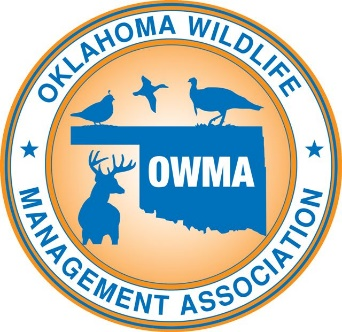 OKLAHOMA WILDLIFE
OWMA
MANAGEMENT ASSOCIATION